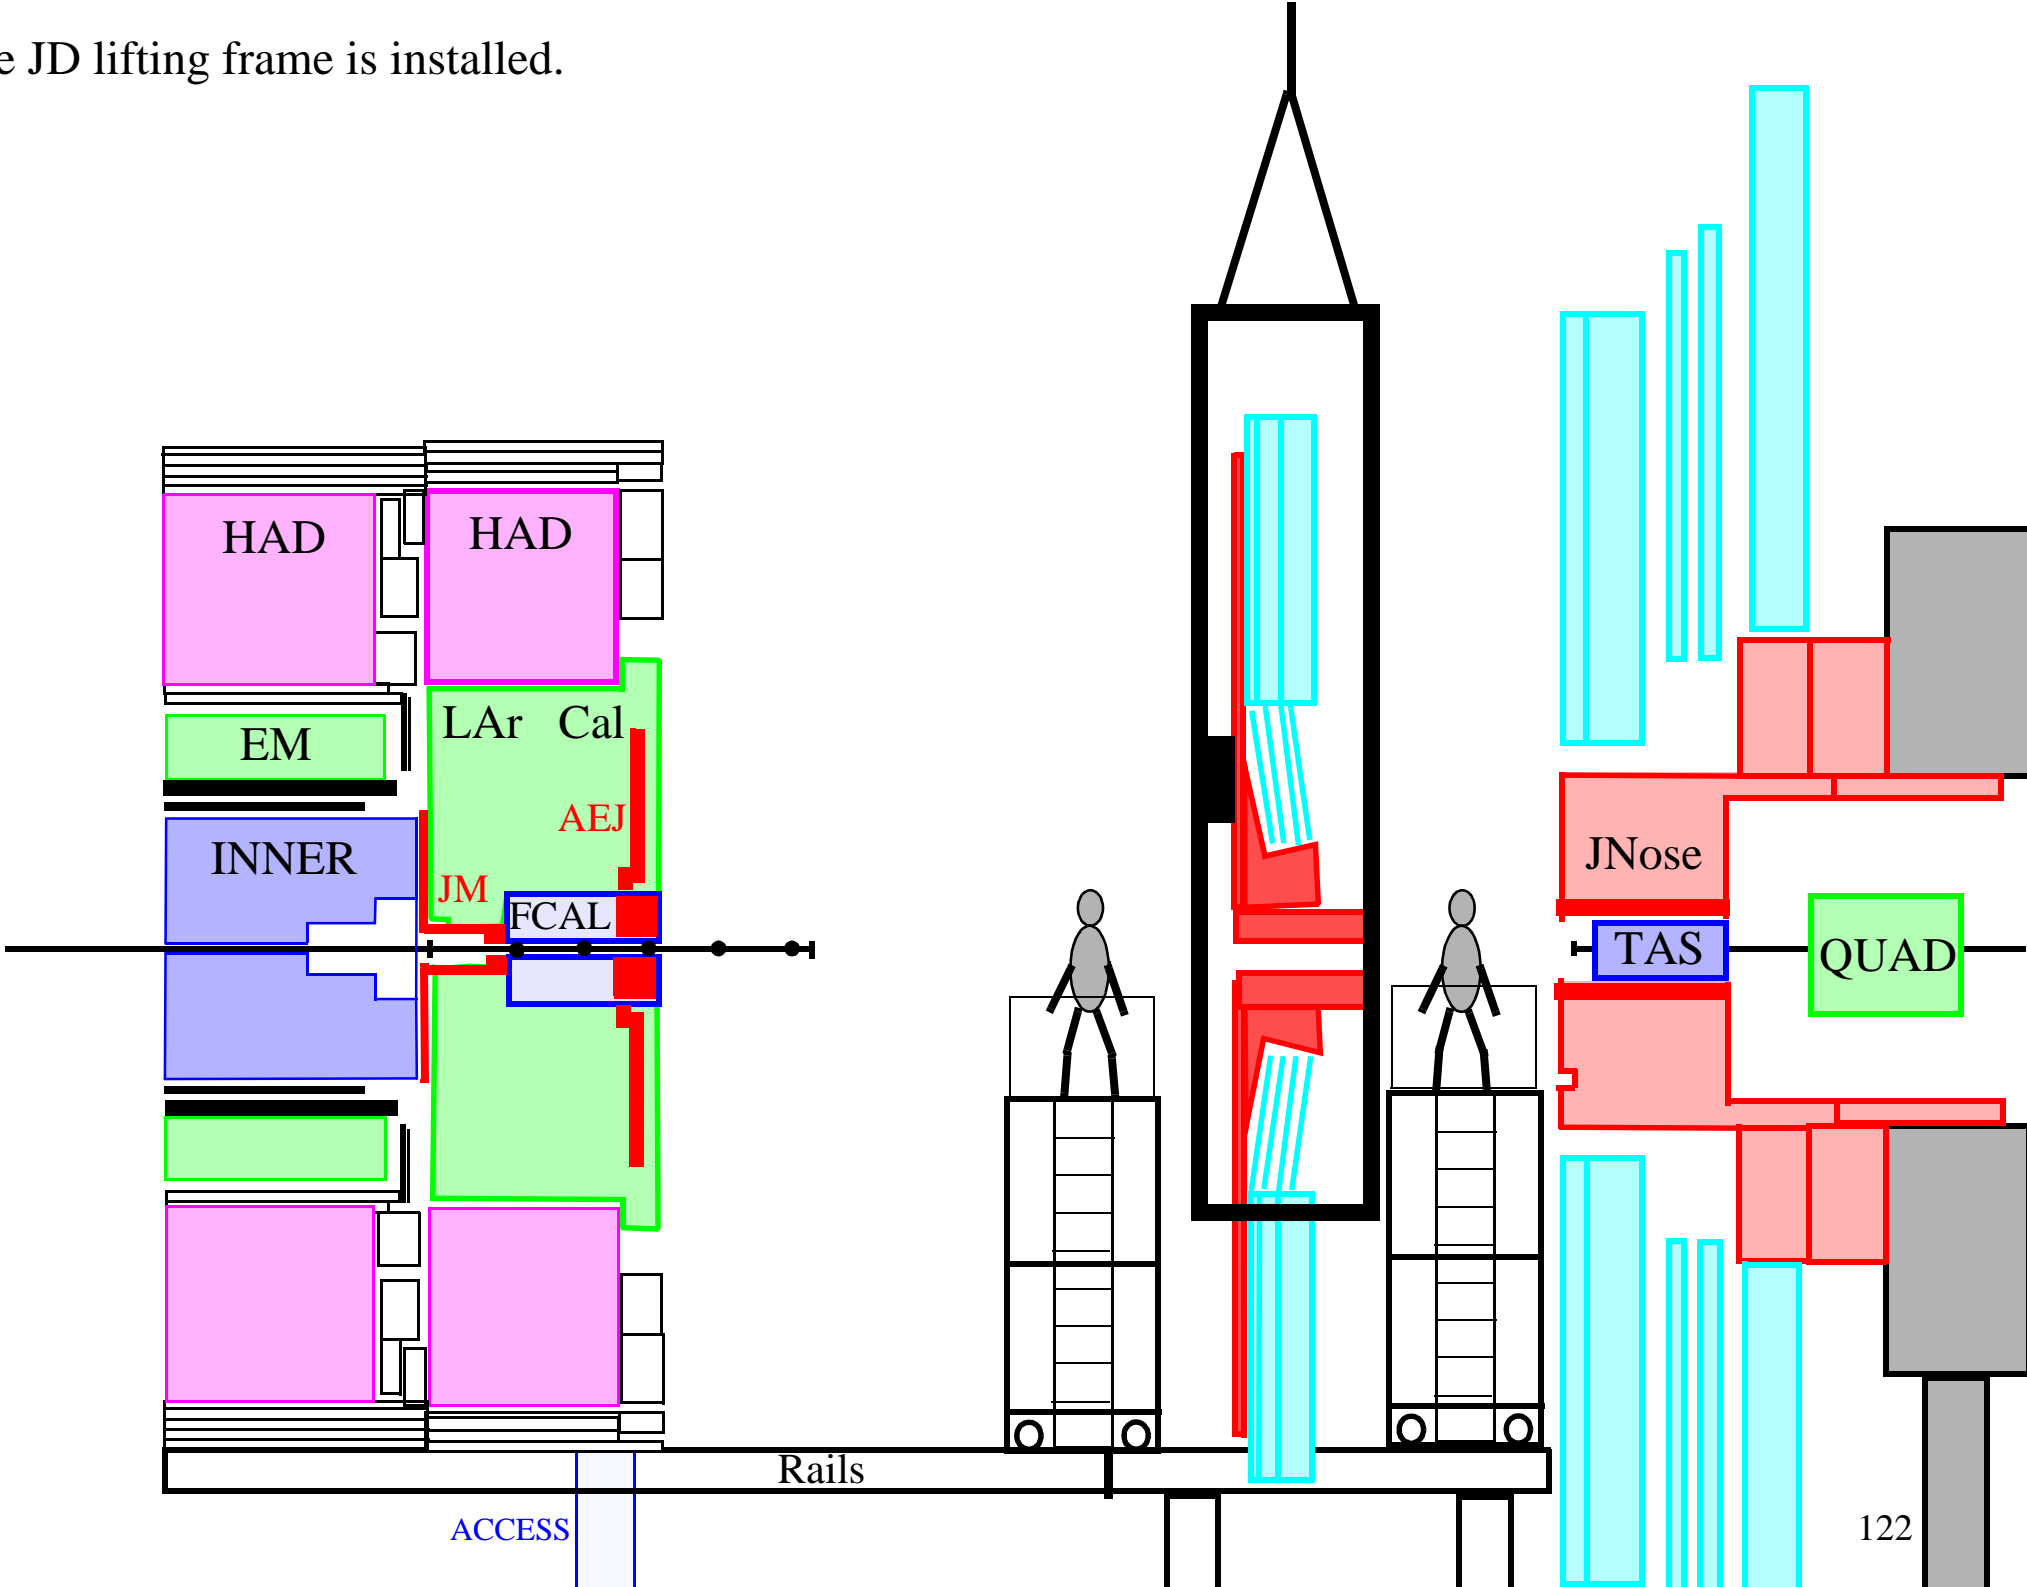 e JD lifting frame is installed.
HAD
HAD
LAr Cal
EM
AEJ
INNER
JM
FCAL
JNose
TAS
QUAD
Rails
ACCESS
122